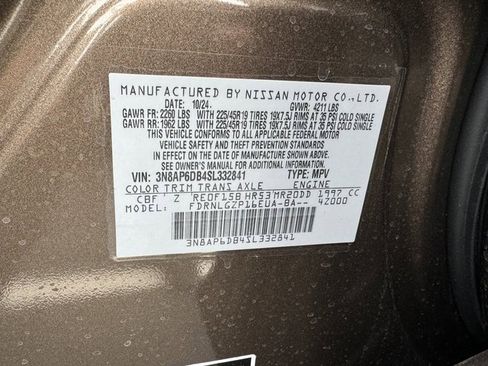 MANUFACTURED BY NISSAN MOTOR CO., LTD.
DATE: 10/24. GVWR: 4211 LBS
GAWR FR: 2260 LBS WITH 225/45R19 TIRES 19X7.5J RIMS AT 35 PSI COLD SINGLE
GAWR RR: 1962 LBS WITH 225/45R19 TIRES 19X7.5J RIMS AT 35 PSI COLD SINGLE
THIS VEHICLE CONFORMS TO ALL APPLICABLE FEDERAL MOTOR
VEHICLE SAFETY AND THEFT PREVENTION STANDARDS
IN EFFECT ON THE DATE OF MANUFACTURE SHOWN ABOVE.
SEE OWNER'S MANUAL FOR ADDITIONAL INFORMATION
VIN: 3N8AP6DB4SL332841 TYPE: MPV
COLOR TRIM TRANS AXLE ENGINE
CBF' Z 'RE0F15B HR53'MR20DD 1997 CC
MODEL: FDRNLGZP16EUA-BA-- 4Z000
3N8AP6DB4SL332841